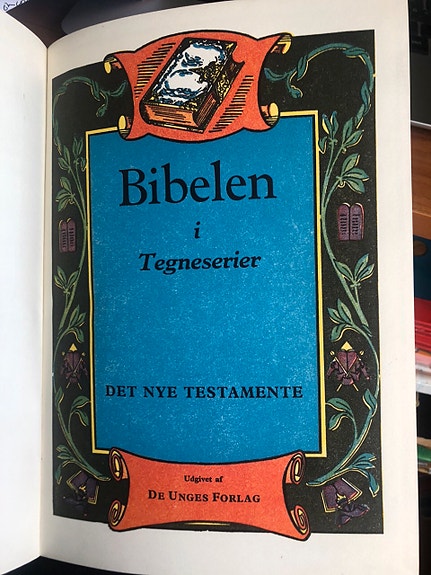 Bibelen
i
Tegneserier
DET NYE TESTAMENTE
Udgivet af
DE UNGES FORLAG